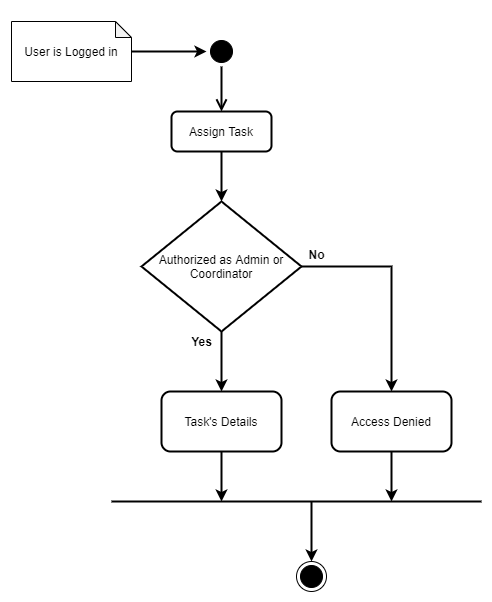 User is Logged in
Assign Task
Authorized as Admin or
Coordinator
No
Yes
Task's Details
Access Denied